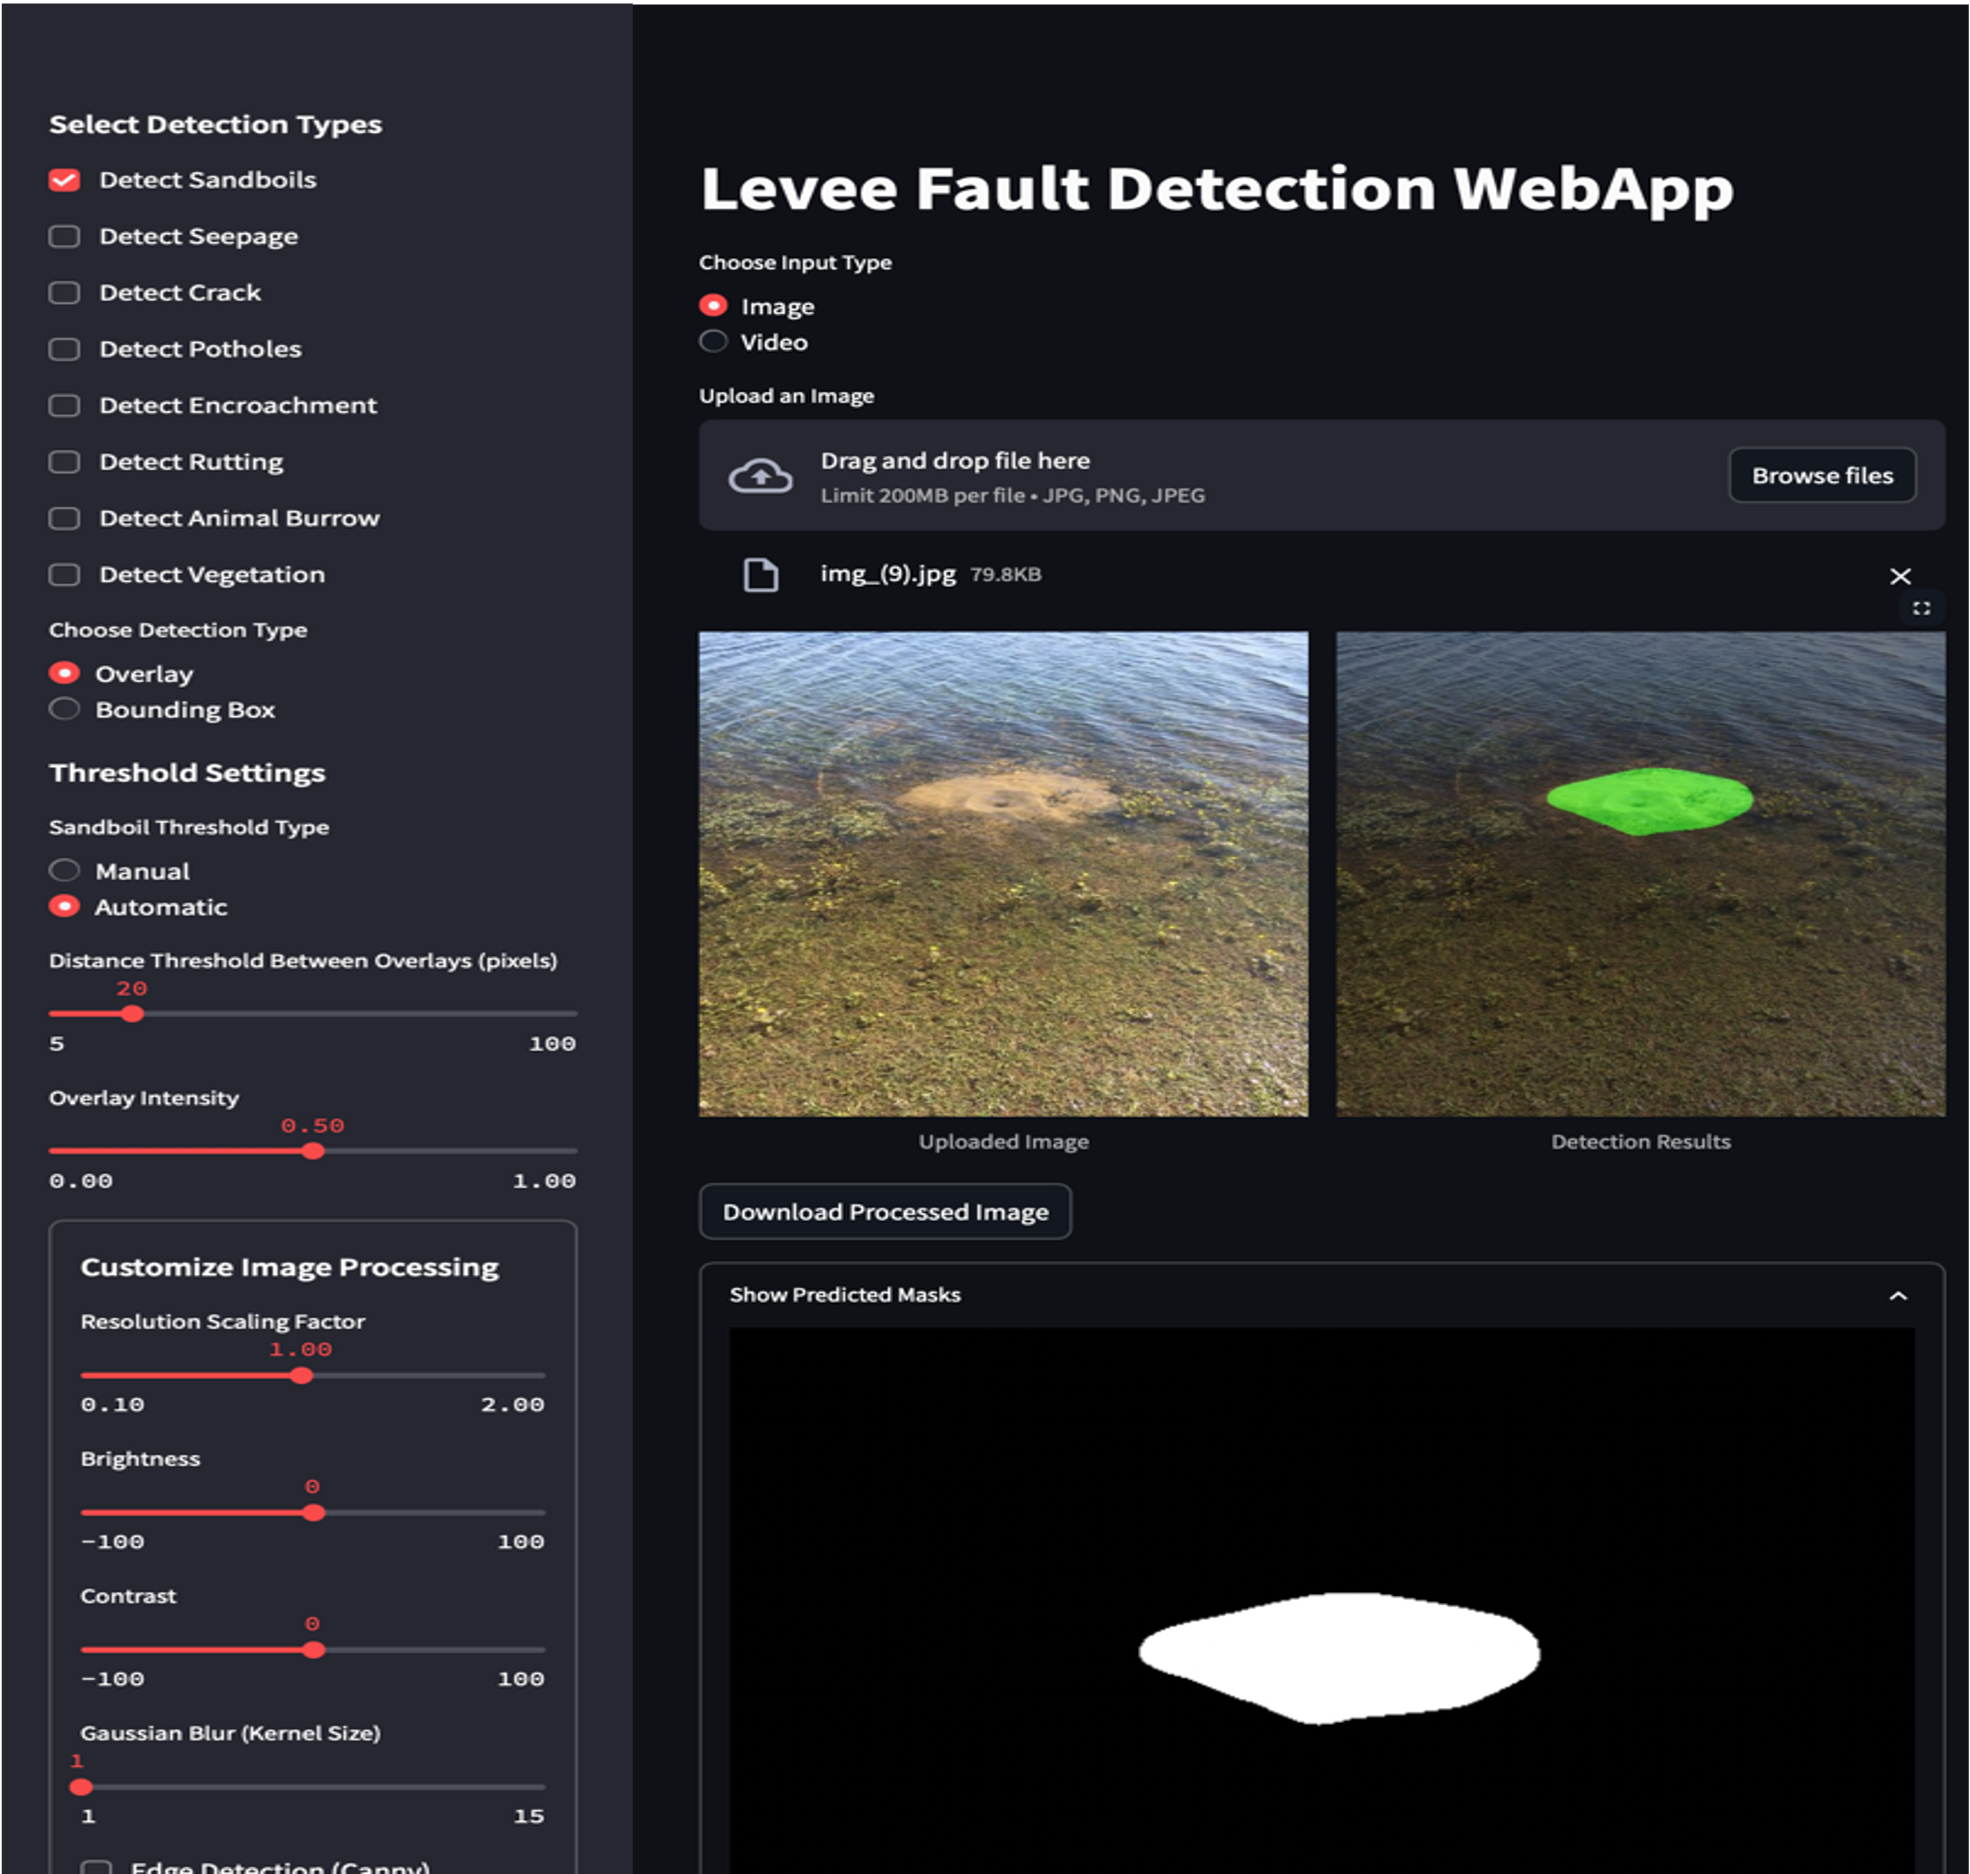 Select Detection Types
Detect Sandboils
Detect Seepage
Detect Crack
Detect Potholes
Detect Encroachment
Detect Rutting
Detect Animal Burrow
Detect Vegetation
Choose Detection Type
Overlay
Bounding Box
Threshold Settings
Sandboil Threshold Type
Manual
Automatic
Distance Threshold Between Overlays (pixels)
20
5 100
Overlay Intensity
0.50
0.00 1.00
Customize Image Processing
Resolution Scaling Factor
1.00
0.10 2.00
Brightness
0
-100 100
Contrast
0
-100 100
Gaussian Blur (Kernel Size)
1
1 15
Edge Detection (Canny)
Levee Fault Detection WebApp
Choose Input Type
Image
Video
Upload an Image
Drag and drop file here
Limit 200MB per file • JPG, PNG, JPEG
Browse files
img_(9).jpg 79.8KB
Uploaded Image
Detection Results
Download Processed Image
Show Predicted Masks